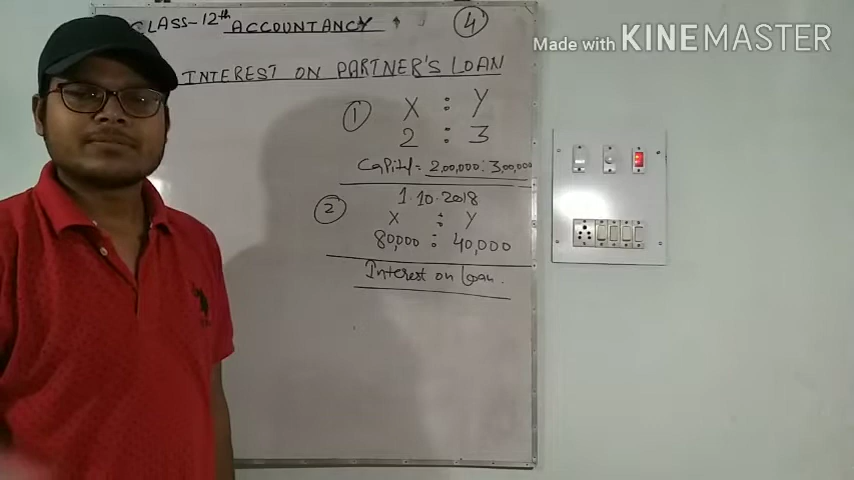 CLASS-12th ACCOUNTANCY
4
Made with KINEMASTER
INTEREST ON PARTNER'S LOAN
1 X : Y
2 : 3
Capital = 2,00,000 : 3,00,000
1.10.2018
2 X : Y
80,000 : 40,000
Interest on Loan.